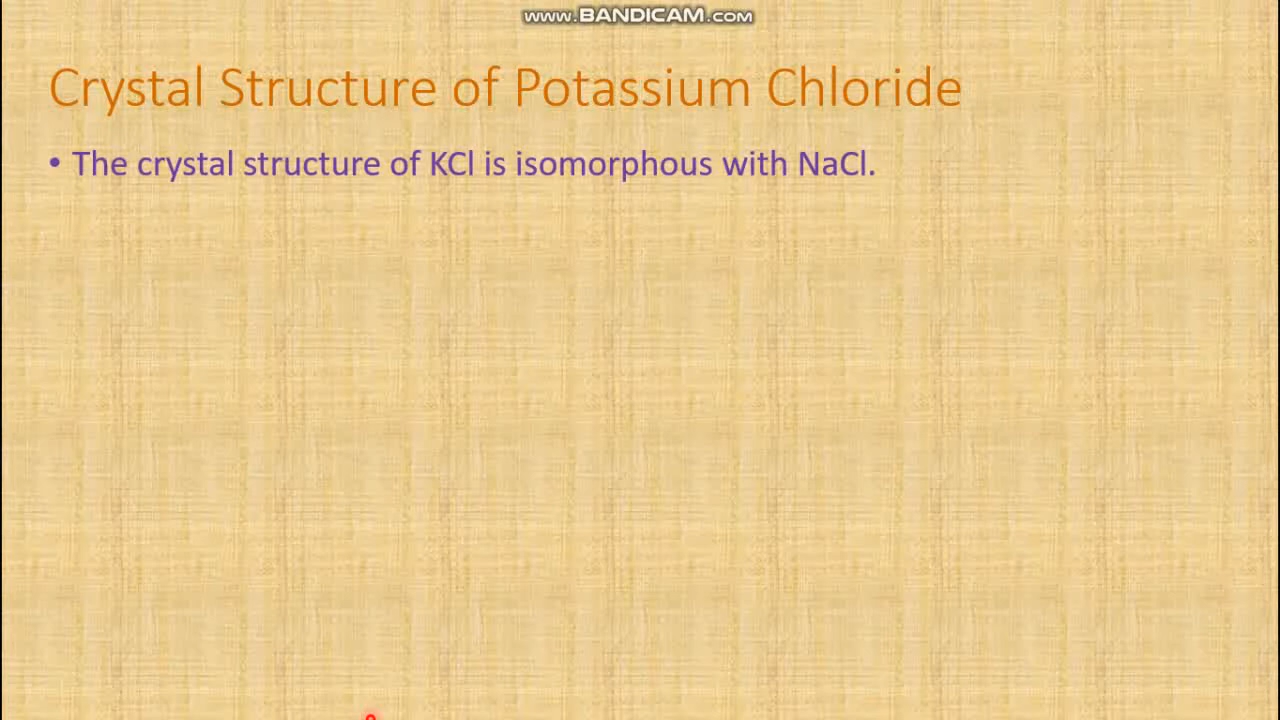 www.BANDICAM.com
Crystal Structure of Potassium Chloride
• The crystal structure of KCl is isomorphous with NaCl.